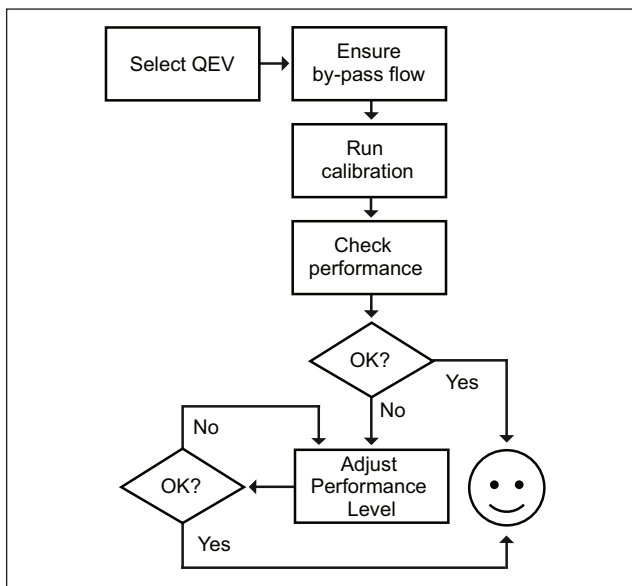 Select QEV
Ensure
by-pass flow
Run
calibration
Check
performance
OK?
Yes
No
No
Adjust
Performance
Level
OK?
Yes